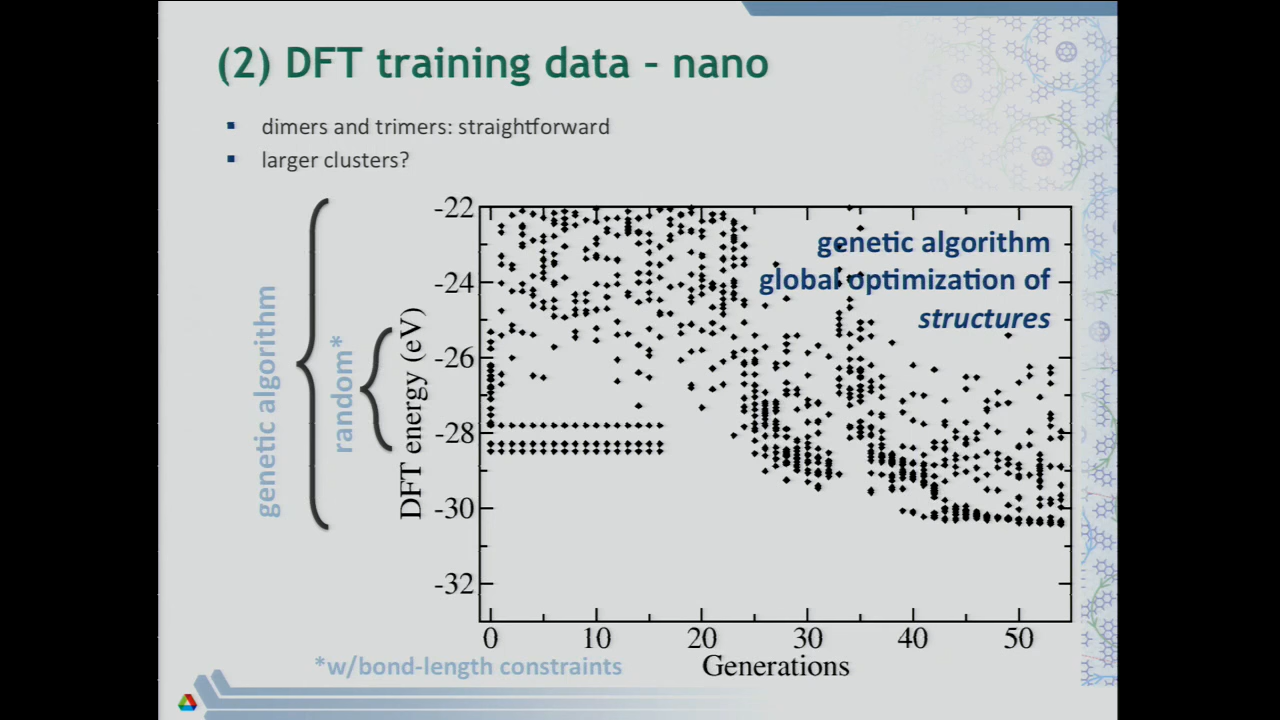 (2) DFT training data - nano
▪ dimers and trimers: straightforward
▪ larger clusters?
genetic algorithm
random*
DFT energy (eV)
-22
-24
-26
-28
-30
-32
genetic algorithm
global optimization of
structures
0 10 20 30 40 50
Generations
*w/bond-length constraints